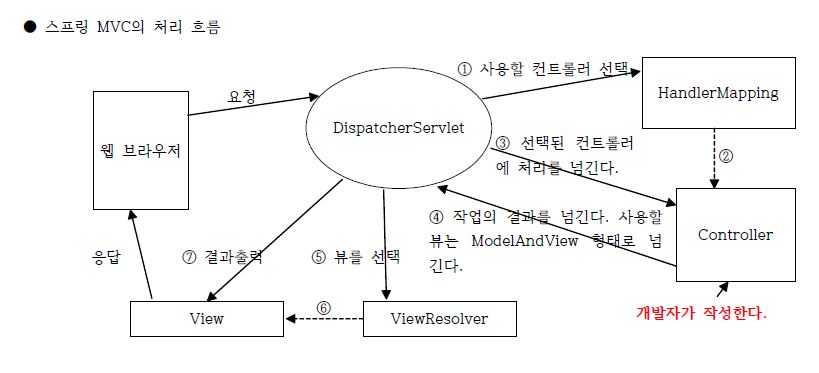 ● 스프링 MVC의 처리 흐름
① 사용할 컨트롤러 선택
HandlerMapping
요청
DispatcherServlet
웹 브라우저
③ 선택된 컨트롤러
에 처리를 넘긴다.
②
④ 작업의 결과를 넘긴다. 사용할
뷰는 ModelAndView 형태로 넘
긴다.
Controller
응답
⑦ 결과출력
⑤ 뷰를 선택
⑥
개발자가 작성한다.
View
ViewResolver